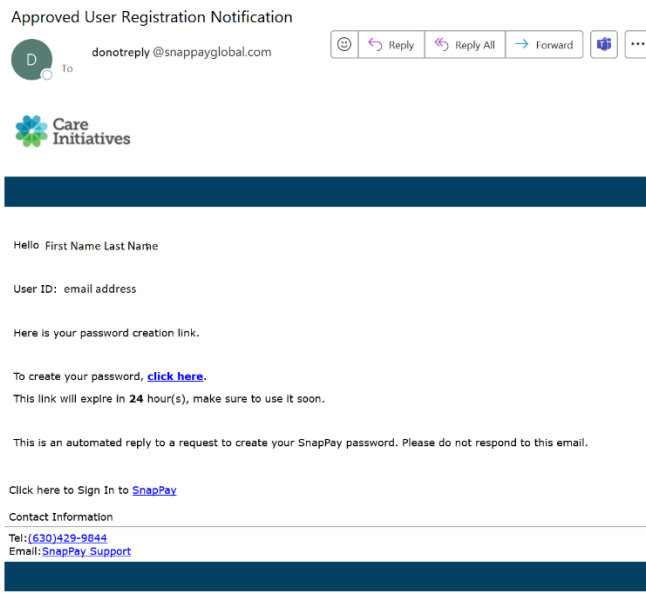 Approved User Registration Notification
D
donotreply @snappayglobal.com
To
Reply
Reply All
Forward
Care
Initiatives
Hello First Name Last Name
User ID: email address
Here is your password creation link.
To create your password, click here.
This link will expire in 24 hour(s), make sure to use it soon.
This is an automated reply to a request to create your SnapPay password. Please do not respond to this email.
Click here to Sign In to SnapPay
Contact Information
Tel:(630)429-9844
Email:SnapPay Support